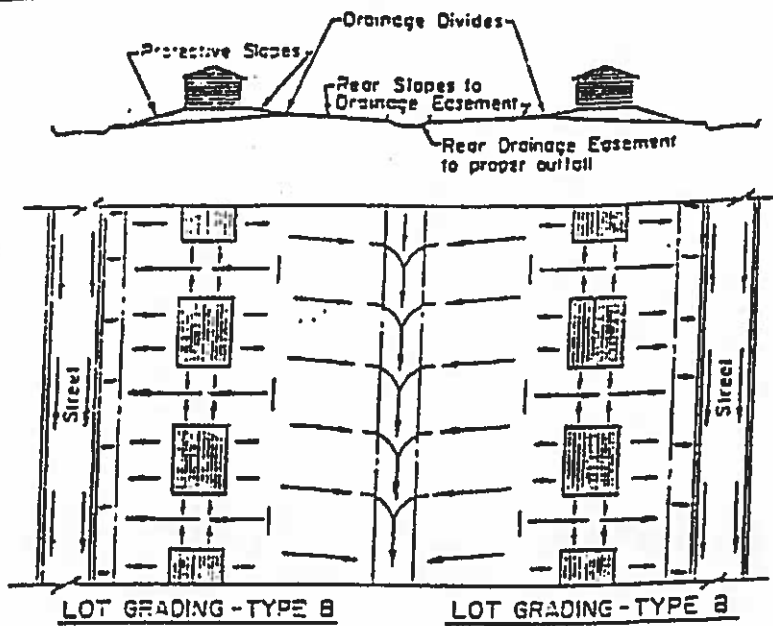 Drainage Divides
Protective Slopes
Rear Slopes to
Drainage Easement
Rear Drainage Easement
to proper outfall
Street
Street
LOT GRADING-TYPE B
LOT GRADING-TYPE B